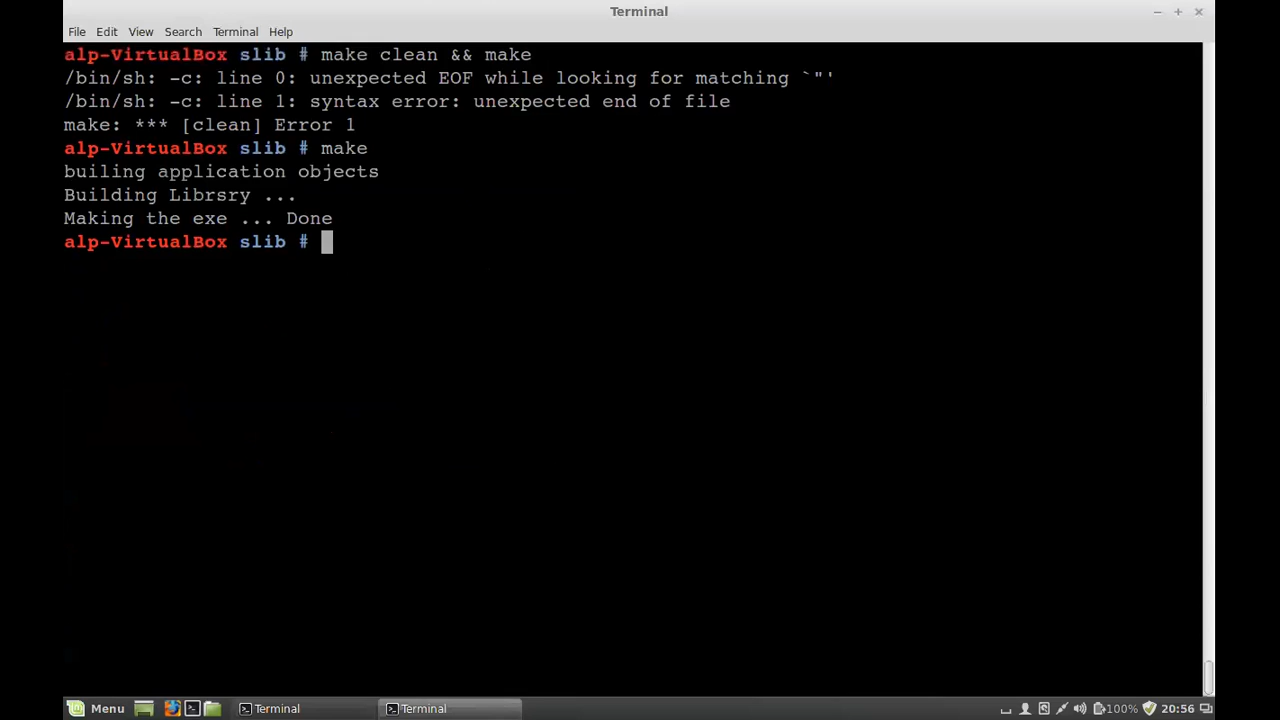 Terminal
File Edit View Search Terminal Help
alp-VirtualBox slib # make clean && make
/bin/sh: -c: line 0: unexpected EOF while looking for matching `"'
/bin/sh: -c: line 1: syntax error: unexpected end of file
make: *** [clean] Error 1
alp-VirtualBox slib # make
builing application objects
Building Librsry ...
Making the exe ... Done
alp-VirtualBox slib #
Menu Terminal Terminal 100% 20:56